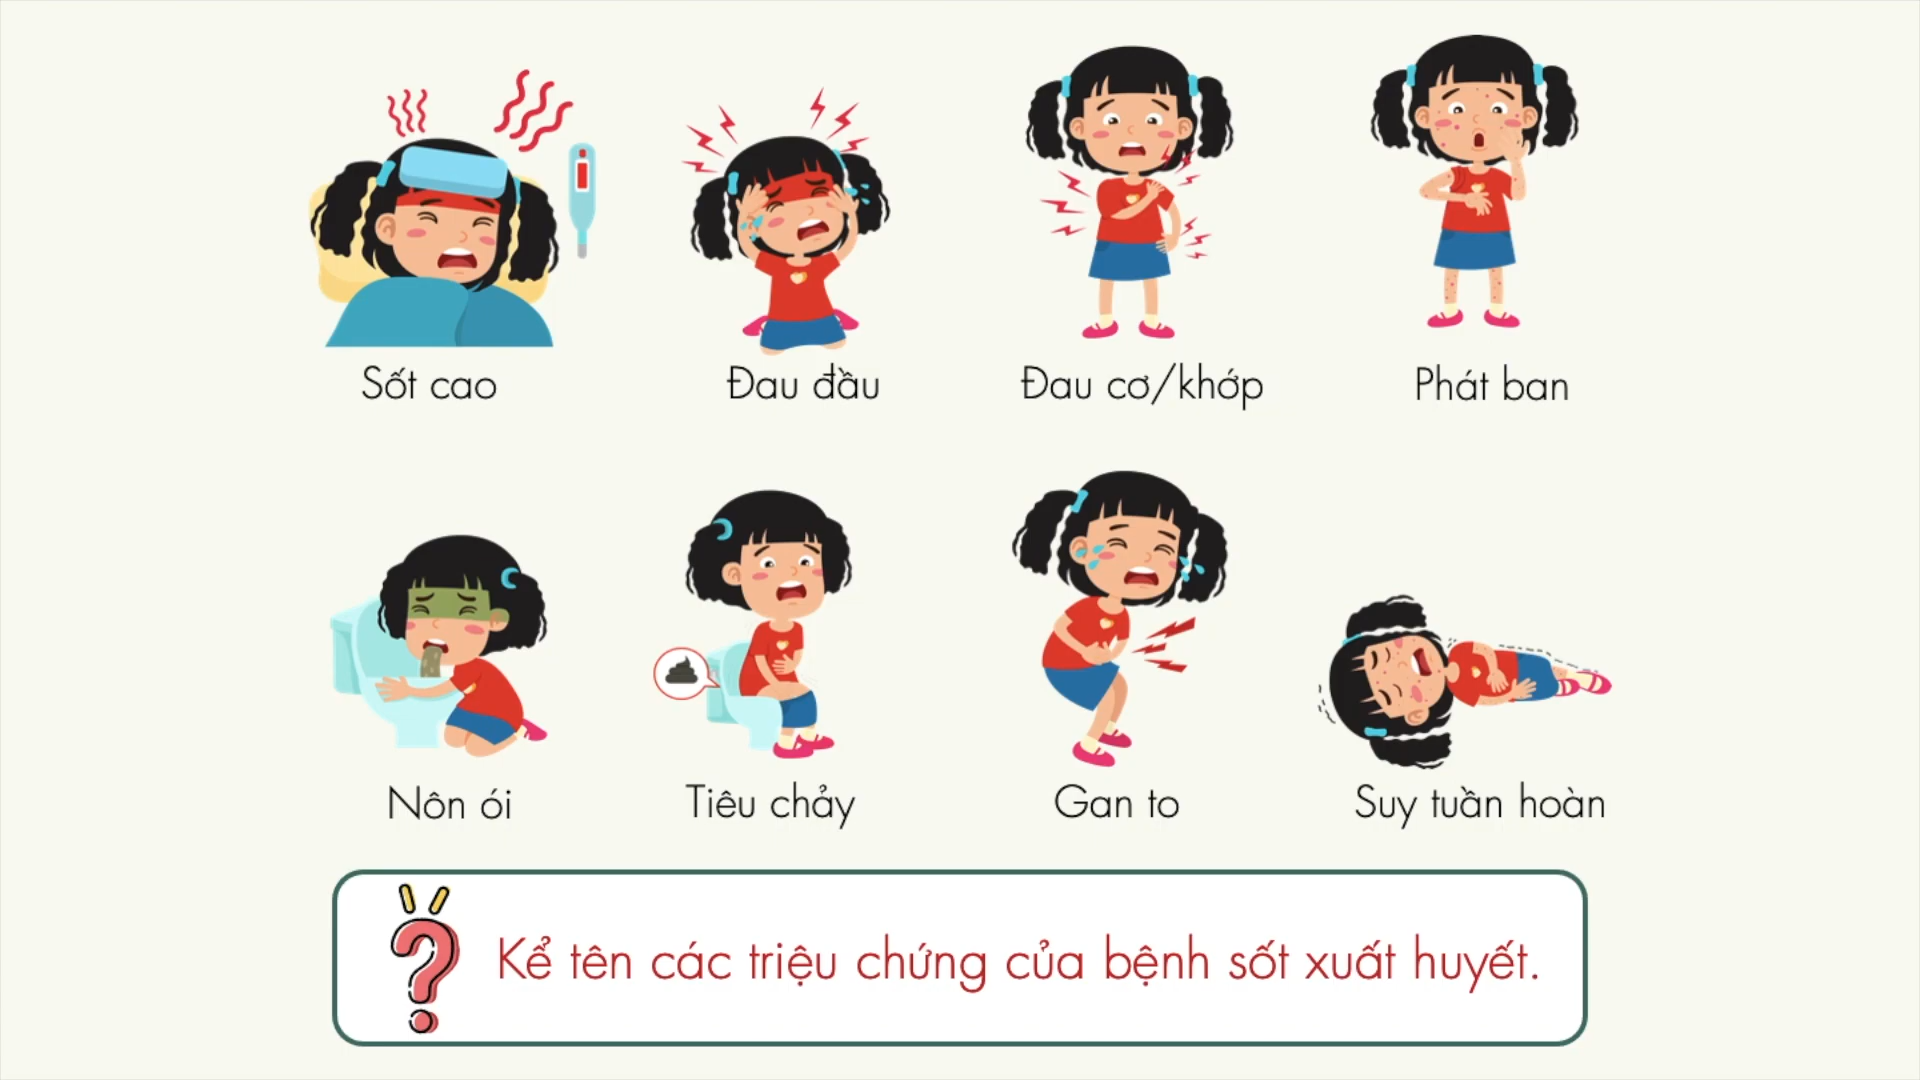 Sốt cao
Đau đầu
Đau cơ/khớp
Phát ban
Nôn ói
Tiêu chảy
Gan to
Suy tuần hoàn
Kể tên các triệu chứng của bệnh sốt xuất huyết.